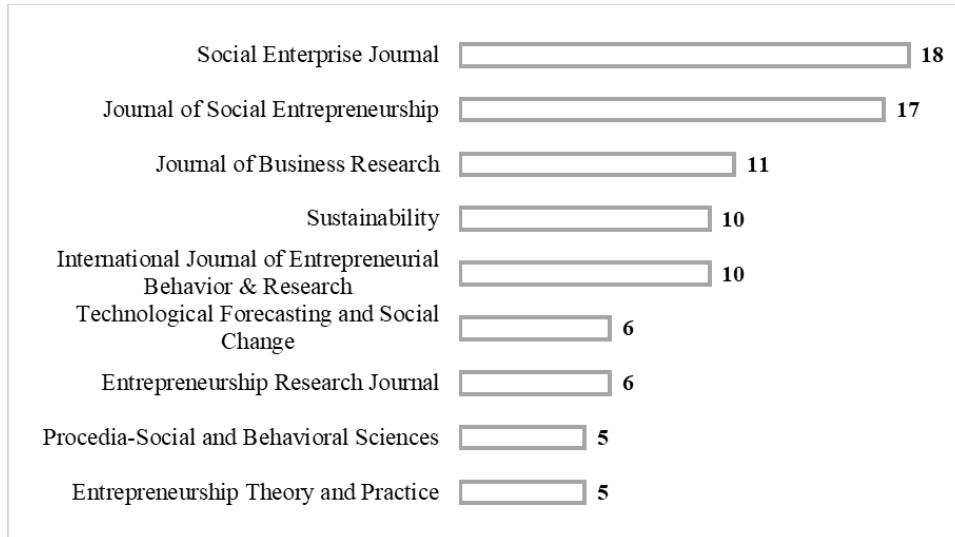 Social Enterprise Journal 18
Journal of Social Entrepreneurship 17
Journal of Business Research 11
Sustainability 10
International Journal of Entrepreneurial
Behavior & Research 10
Technological Forecasting and Social
Change 6
Entrepreneurship Research Journal 6
Procedia-Social and Behavioral Sciences 5
Entrepreneurship Theory and Practice 5